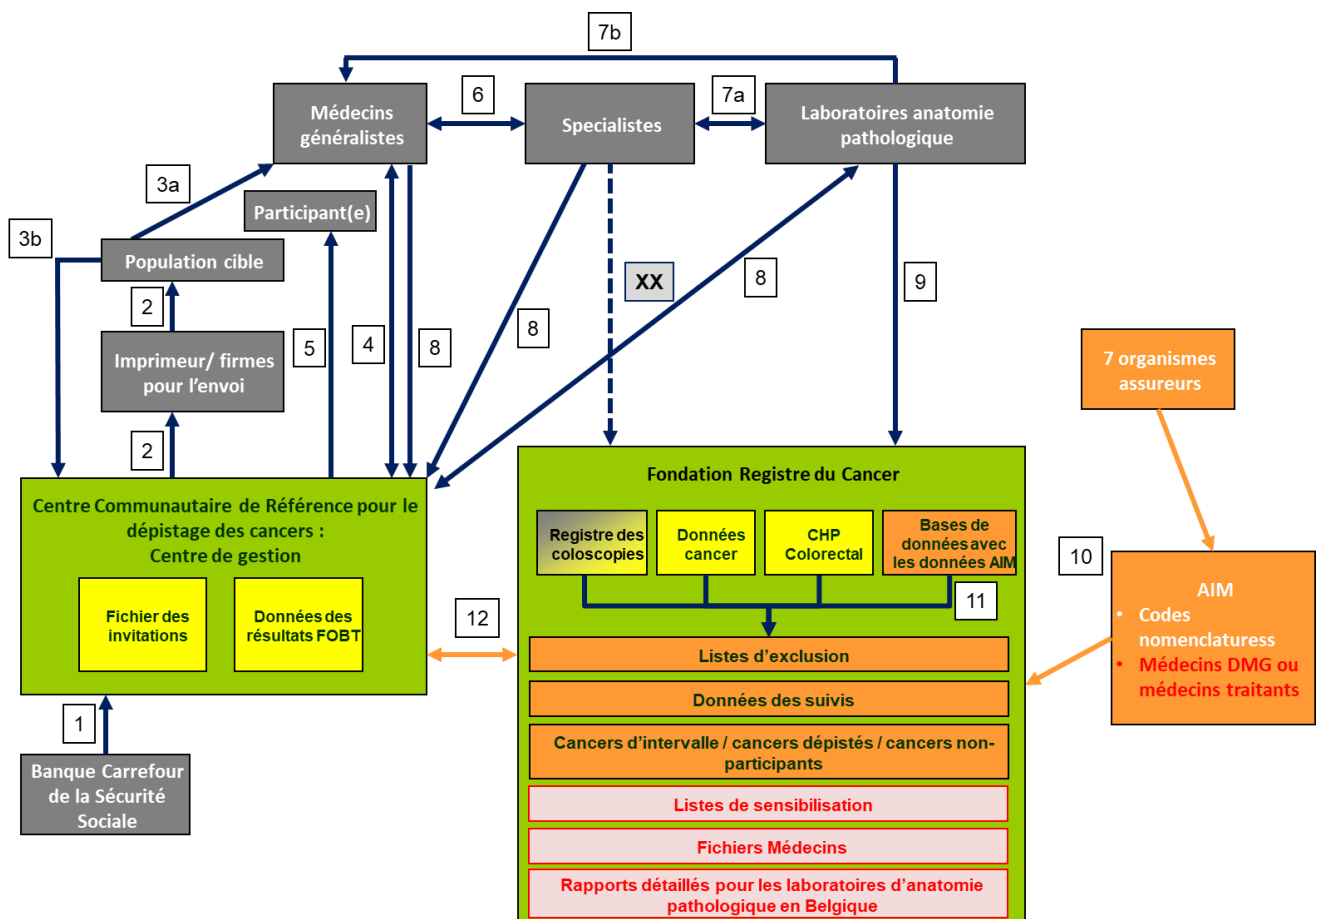 7b
Médecins
généralistes
6
Specialistes
7a
Laboratoires anatomie
pathologique
3a
Participant(e)
3b
Population cible
2
XX
8
9
Imprimeur/ firmes
pour l'envoi
5
4
8
8
7 organismes
assureurs
2
Centre Communautaire de Référence pour le
dépistage des cancers :
Centre de gestion
Fichier des
invitations
Données des
résultats FOBT
12
Fondation Registre du Cancer
Registre des
coloscopies
Données
cancer
CHP
Colorectal
Bases de
données avec
les données AIM
11
10
AIM
• Codes
nomenclaturess
• Médecins DMG ou
médecins traitants
Listes d'exclusion
Données des suivis
Cancers d'intervalle / cancers dépistés / cancers non-
participants
Listes de sensibilisation
Fichiers Médecins
Rapports détaillés pour les laboratoires d'anatomie
pathologique en Belgique
1
Banque Carrefour
de la Sécurité
Sociale